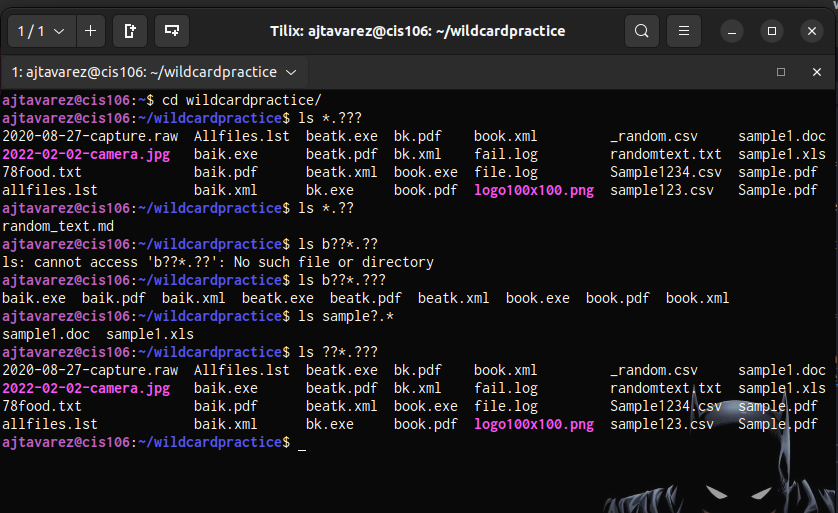 1 / 1
Tilix: ajtavarez@cis106: ~/wildcardpractice
1: ajtavarez@cis106: ~/wildcardpractice
ajtavarez@cis106:~$ cd wildcardpractice/
ajtavarez@cis106:~/wildcardpractice$ ls *.???
2020-08-27-capture.raw  Allfiles.lst  beatk.exe  bk.pdf    book.xml        _random.csv     sample1.doc
2022-02-02-camera.jpg   baik.exe      beatk.pdf  bk.xml    fail.log        randomtext.txt  sample1.xls
78food.txt              baik.pdf      beatk.xml  book.exe  file.log        Sample1234.csv  sample.pdf
allfiles.lst            baik.xml      bk.exe     book.pdf  logo100x100.png  sample123.csv   Sample.pdf
ajtavarez@cis106:~/wildcardpractice$ ls *.??
random_text.md
ajtavarez@cis106:~/wildcardpractice$ ls b??*.??
ls: cannot access 'b??*.??': No such file or directory
ajtavarez@cis106:~/wildcardpractice$ ls b??*.???
baik.exe  baik.pdf  baik.xml  beatk.exe  beatk.pdf  beatk.xml  book.exe  book.pdf  book.xml
ajtavarez@cis106:~/wildcardpractice$ ls sample?.*
sample1.doc  sample1.xls
ajtavarez@cis106:~/wildcardpractice$ ls ??*.???
2020-08-27-capture.raw  Allfiles.lst  beatk.exe  bk.pdf    book.xml        _random.csv     sample1.doc
2022-02-02-camera.jpg   baik.exe      beatk.pdf  bk.xml    fail.log        randomtext.txt  sample1.xls
78food.txt              baik.pdf      beatk.xml  book.exe  file.log        Sample1234.csv  sample.pdf
allfiles.lst            baik.xml      bk.exe     book.pdf  logo100x100.png  sample123.csv   Sample.pdf
ajtavarez@cis106:~/wildcardpractice$ _